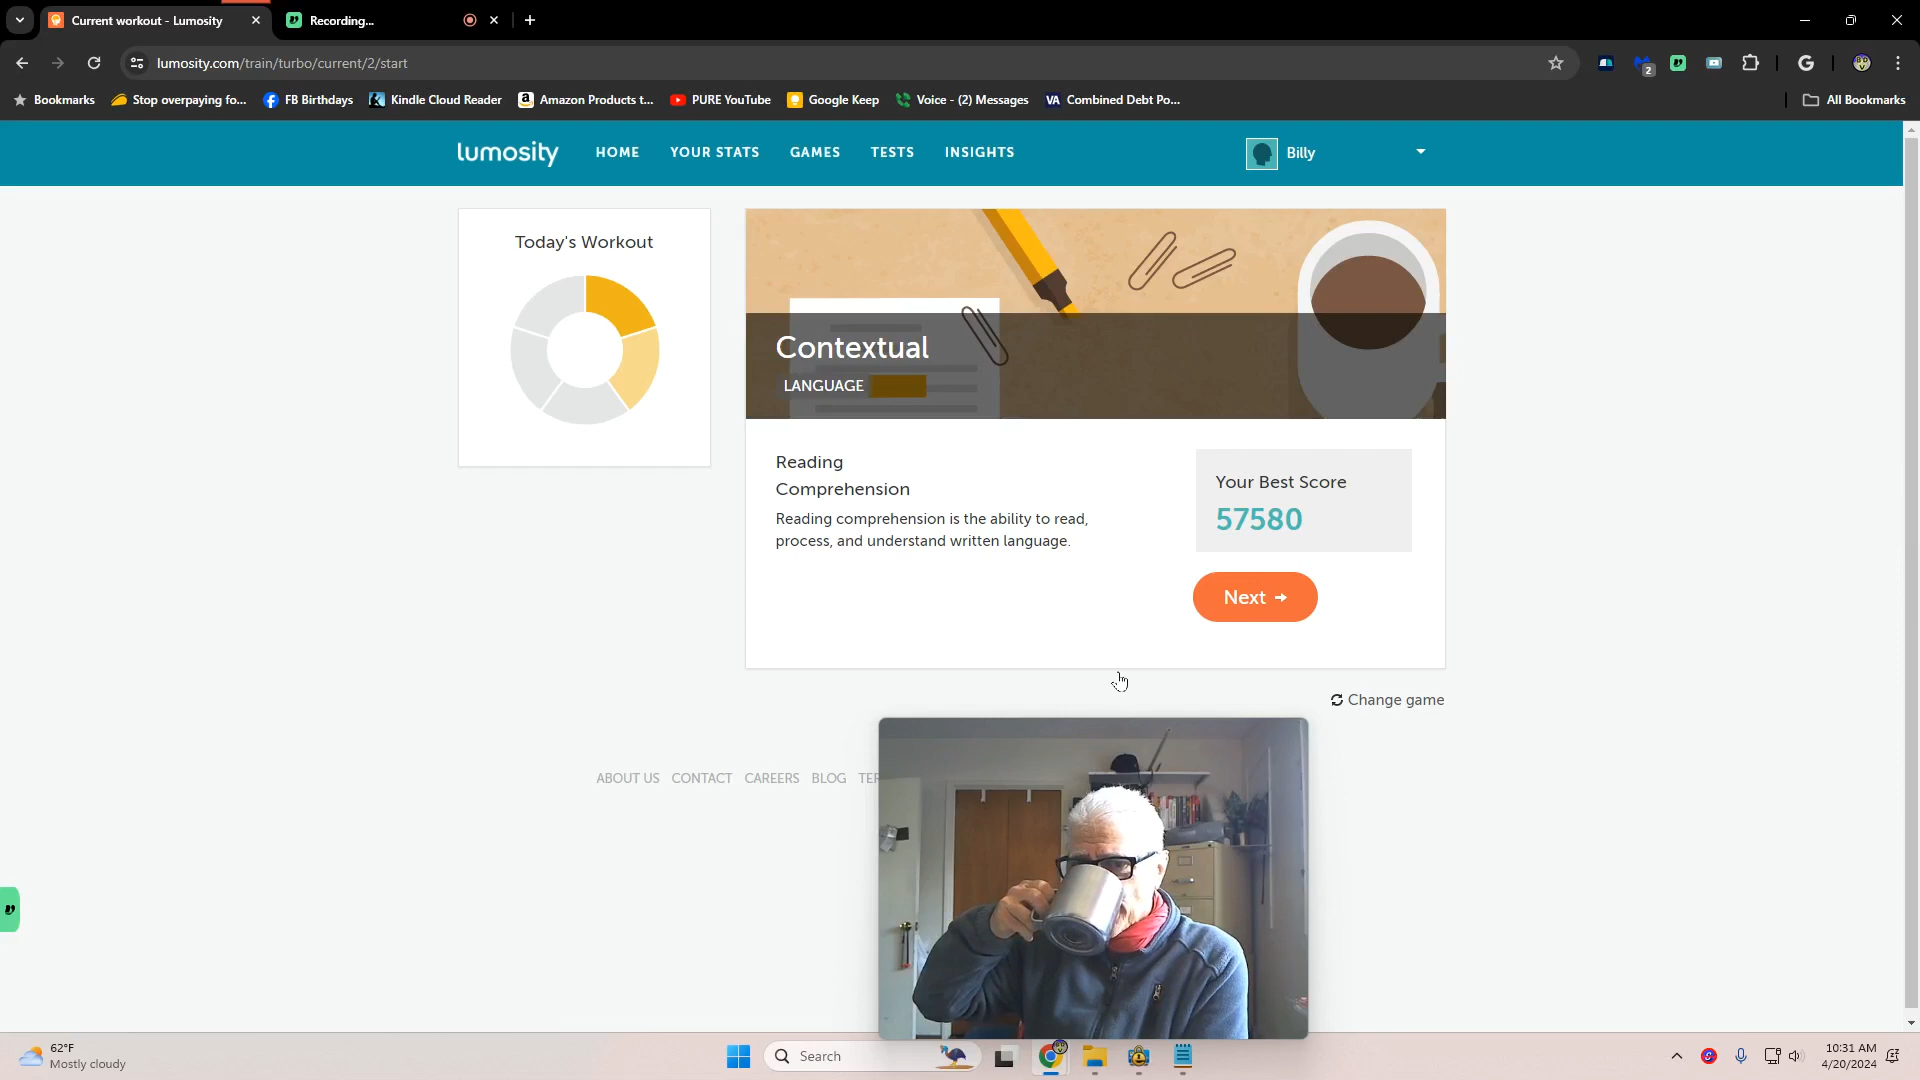 Current workout - Lumosity
Recording...
lumosity.com/train/turbo/current/2/start
2
G
Bookmarks
Stop overpaying fo...
FB Birthdays
Kindle Cloud Reader
Amazon Products t...
PURE YouTube
Google Keep
Voice - (2) Messages
VA Combined Debt Po...
All Bookmarks
lumosity
HOME
YOUR STATS
GAMES
TESTS
INSIGHTS
Billy
Today's Workout
Contextual
LANGUAGE
Reading
Comprehension
Reading comprehension is the ability to read,
process, and understand written language.
Your Best Score
57580
Next
Change game
ABOUT US CONTACT CAREERS BLOG TER
62°F
Mostly cloudy
Search
10:31 AM
4/20/2024